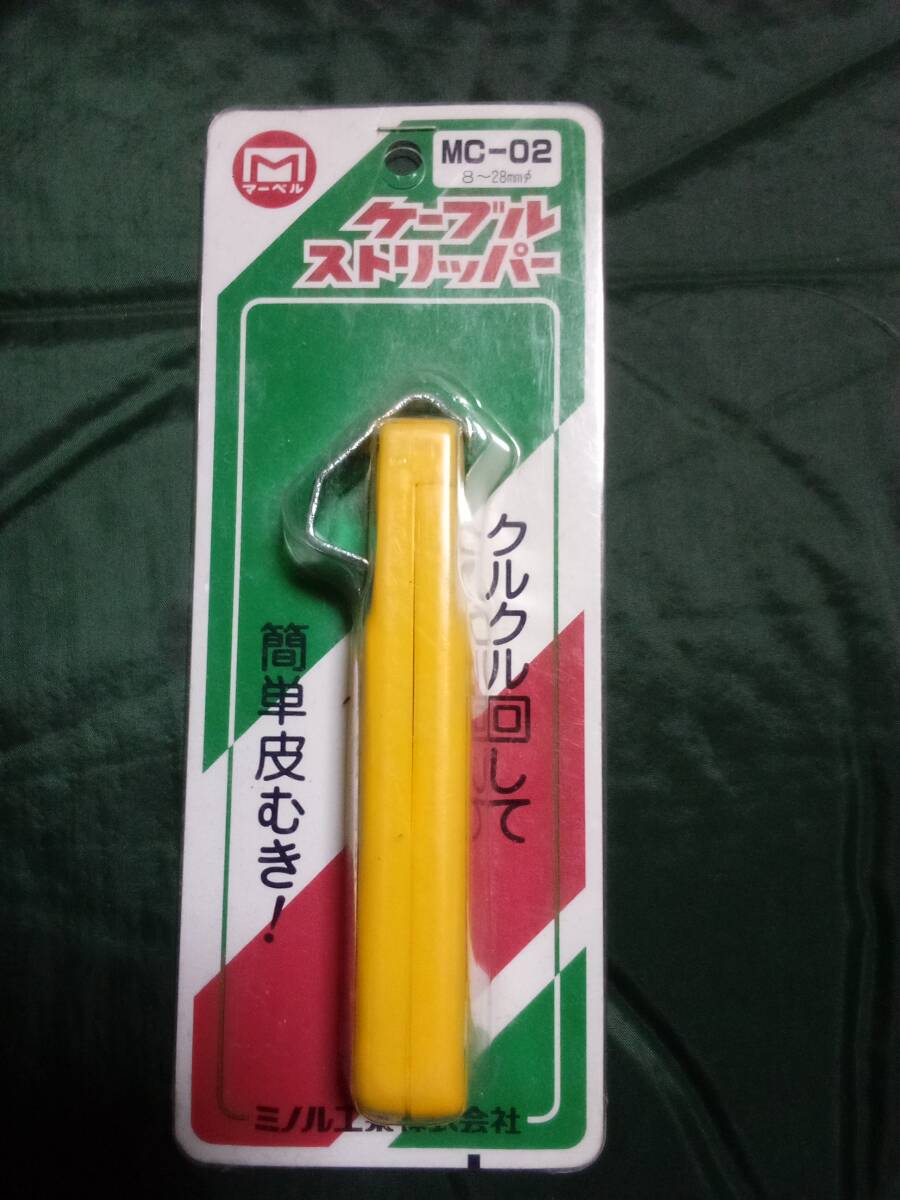 M
マーベル
MC-02
8～28mmφ
ケーブル
ストリッパー
クルクル回して
簡単皮むき!
ミノル工業株式会社